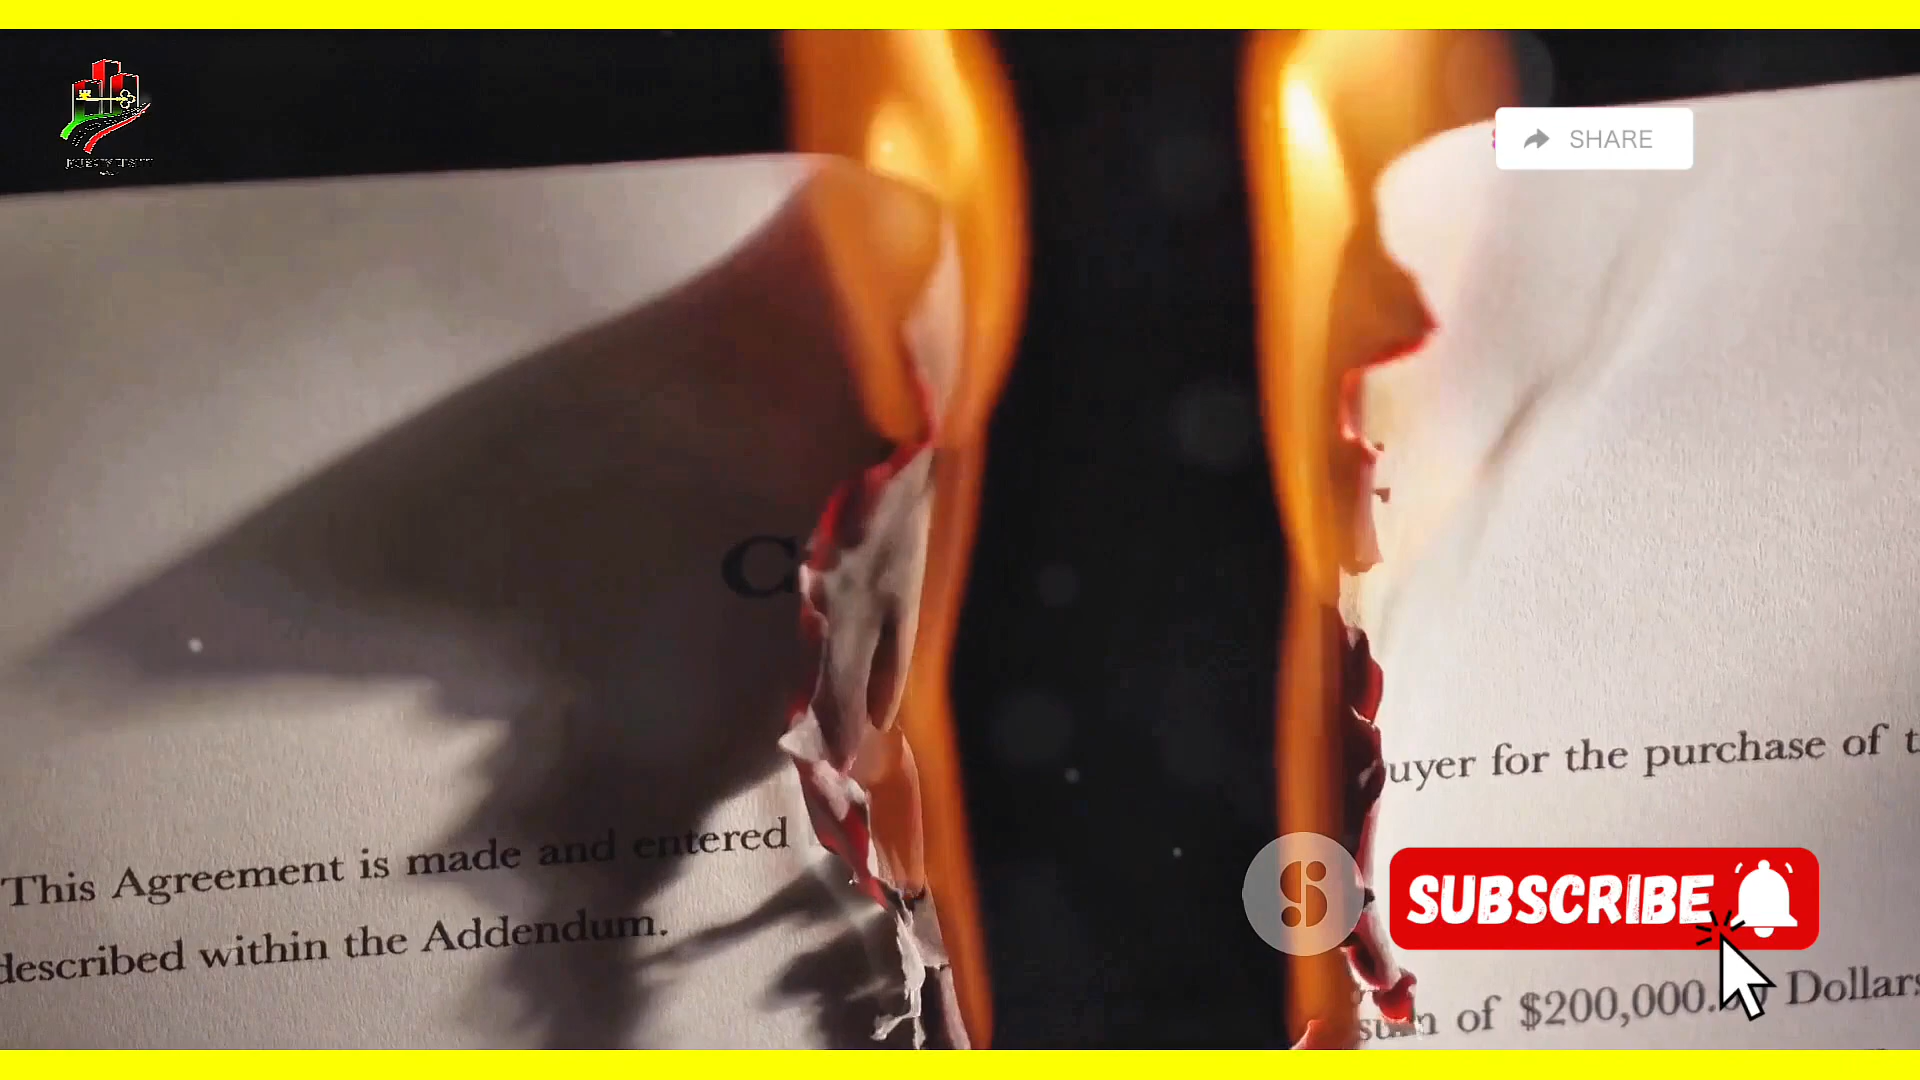 SHARE
C
uyer for the purchase of t
This Agreement is made and entered
described within the Addendum.
SUBSCRIBE
sum of $200,000. Dollars